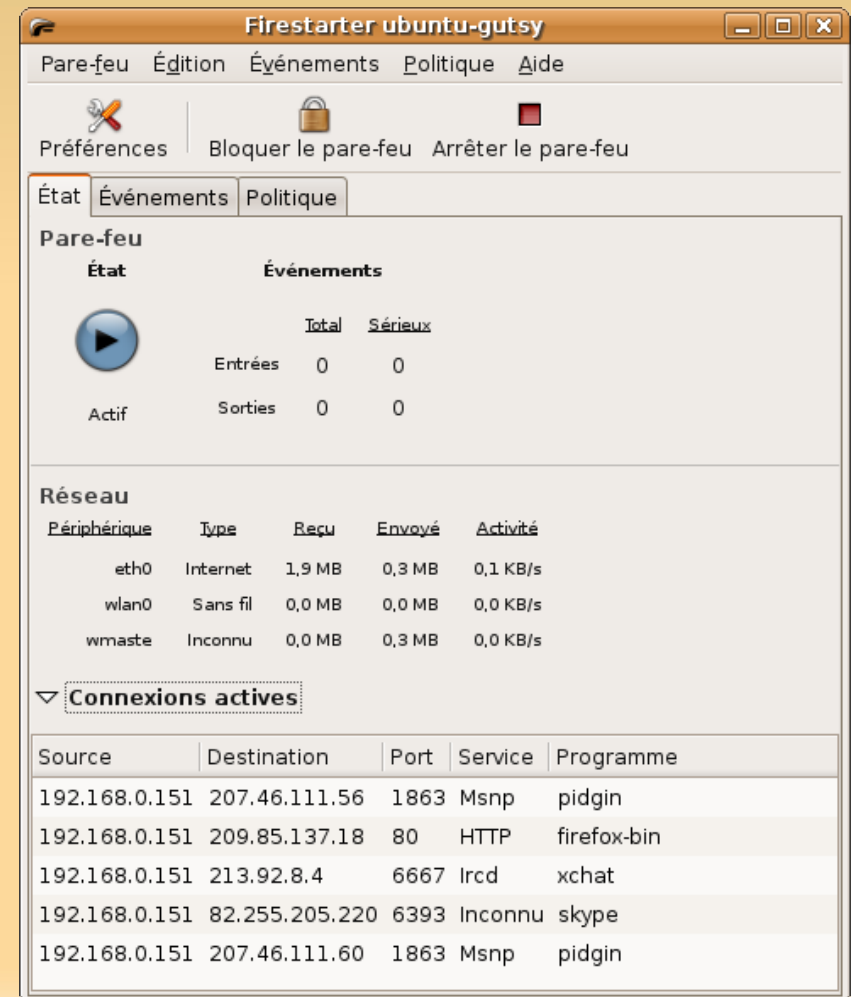 Firestarter ubuntu-gutsy
Pare-feu Édition Événements Politique Aide
Préférences Bloquer le pare-feu Arrêter le pare-feu
État Événements Politique
Pare-feu
État Événements
Total Sérieux
Entrées 0 0
Sorties 0 0
Actif
Réseau
Périphérique Type Reçu Envoyé Activité
eth0 Internet 1,9 MB 0,3 MB 0,1 KB/s
wlan0 Sans fil 0,0 MB 0,0 MB 0,0 KB/s
wmaste Inconnu 0,0 MB 0,3 MB 0,0 KB/s
Connexions actives
Source Destination Port Service Programme
192.168.0.151 207.46.111.56 1863 Msnp pidgin
192.168.0.151 209.85.137.18 80 HTTP firefox-bin
192.168.0.151 213.92.8.4 6667 Ircd xchat
192.168.0.151 82.255.205.220 6393 Inconnu skype
192.168.0.151 207.46.111.60 1863 Msnp pidgin